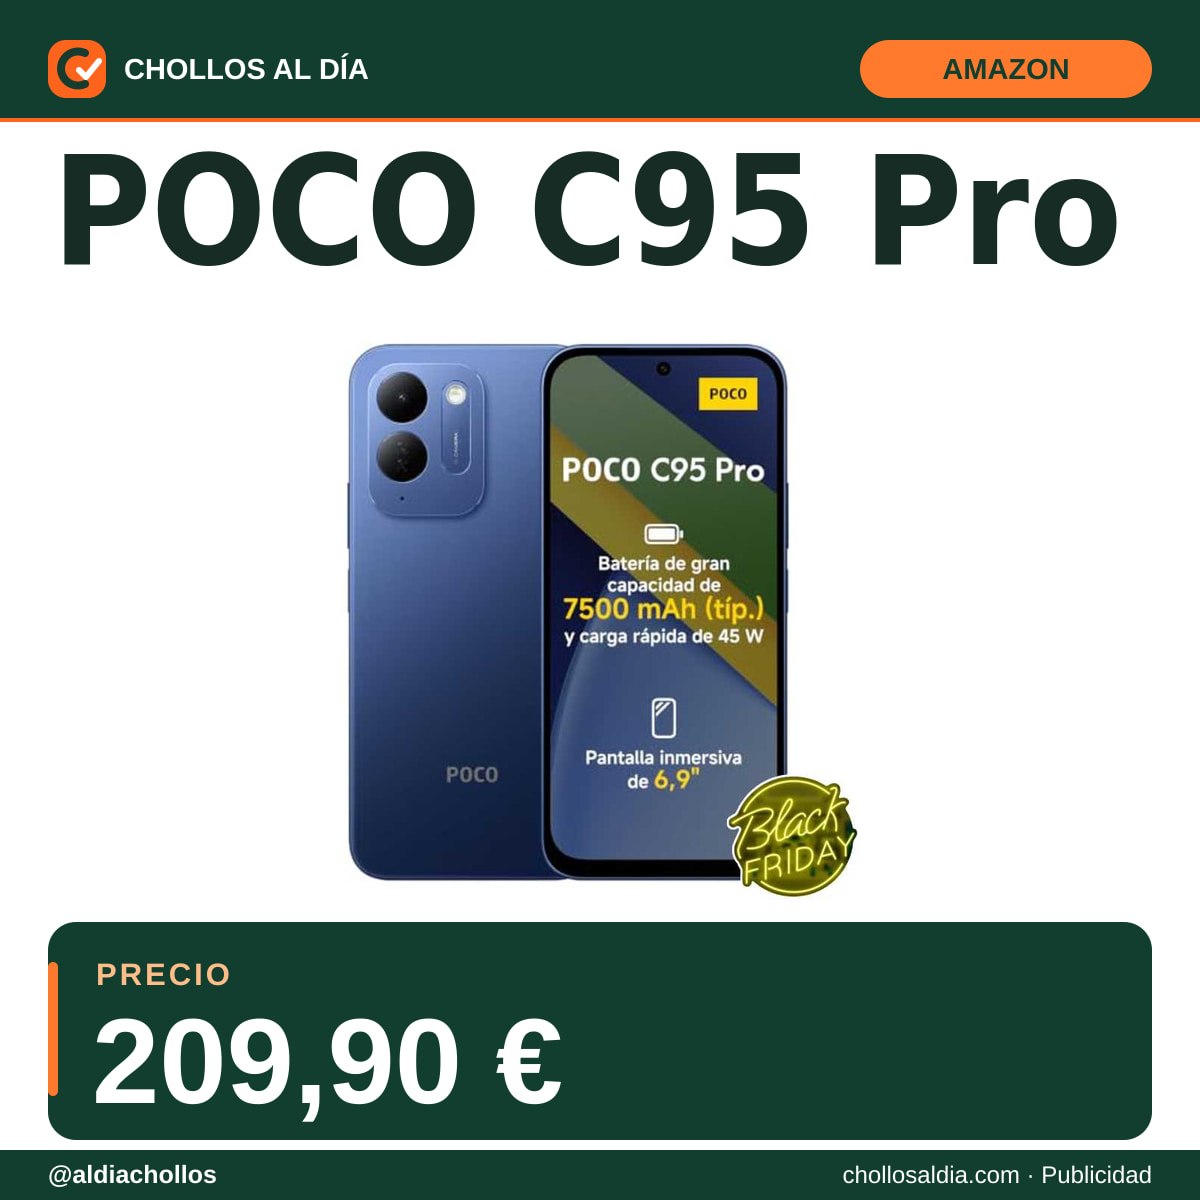 CHOLLOS AL DÍA
AMAZON
POCO C95 Pro
POCO
POCO C95 Pro
Batería de gran
capacidad de
7500 mAh (típ.)
y carga rápida de 45 W
Pantalla inmersiva
de 6,9"
POCO
Black
FRIDAY
PRECIO
209,90 €
@aldiachollos
chollosaldia.com · Publicidad